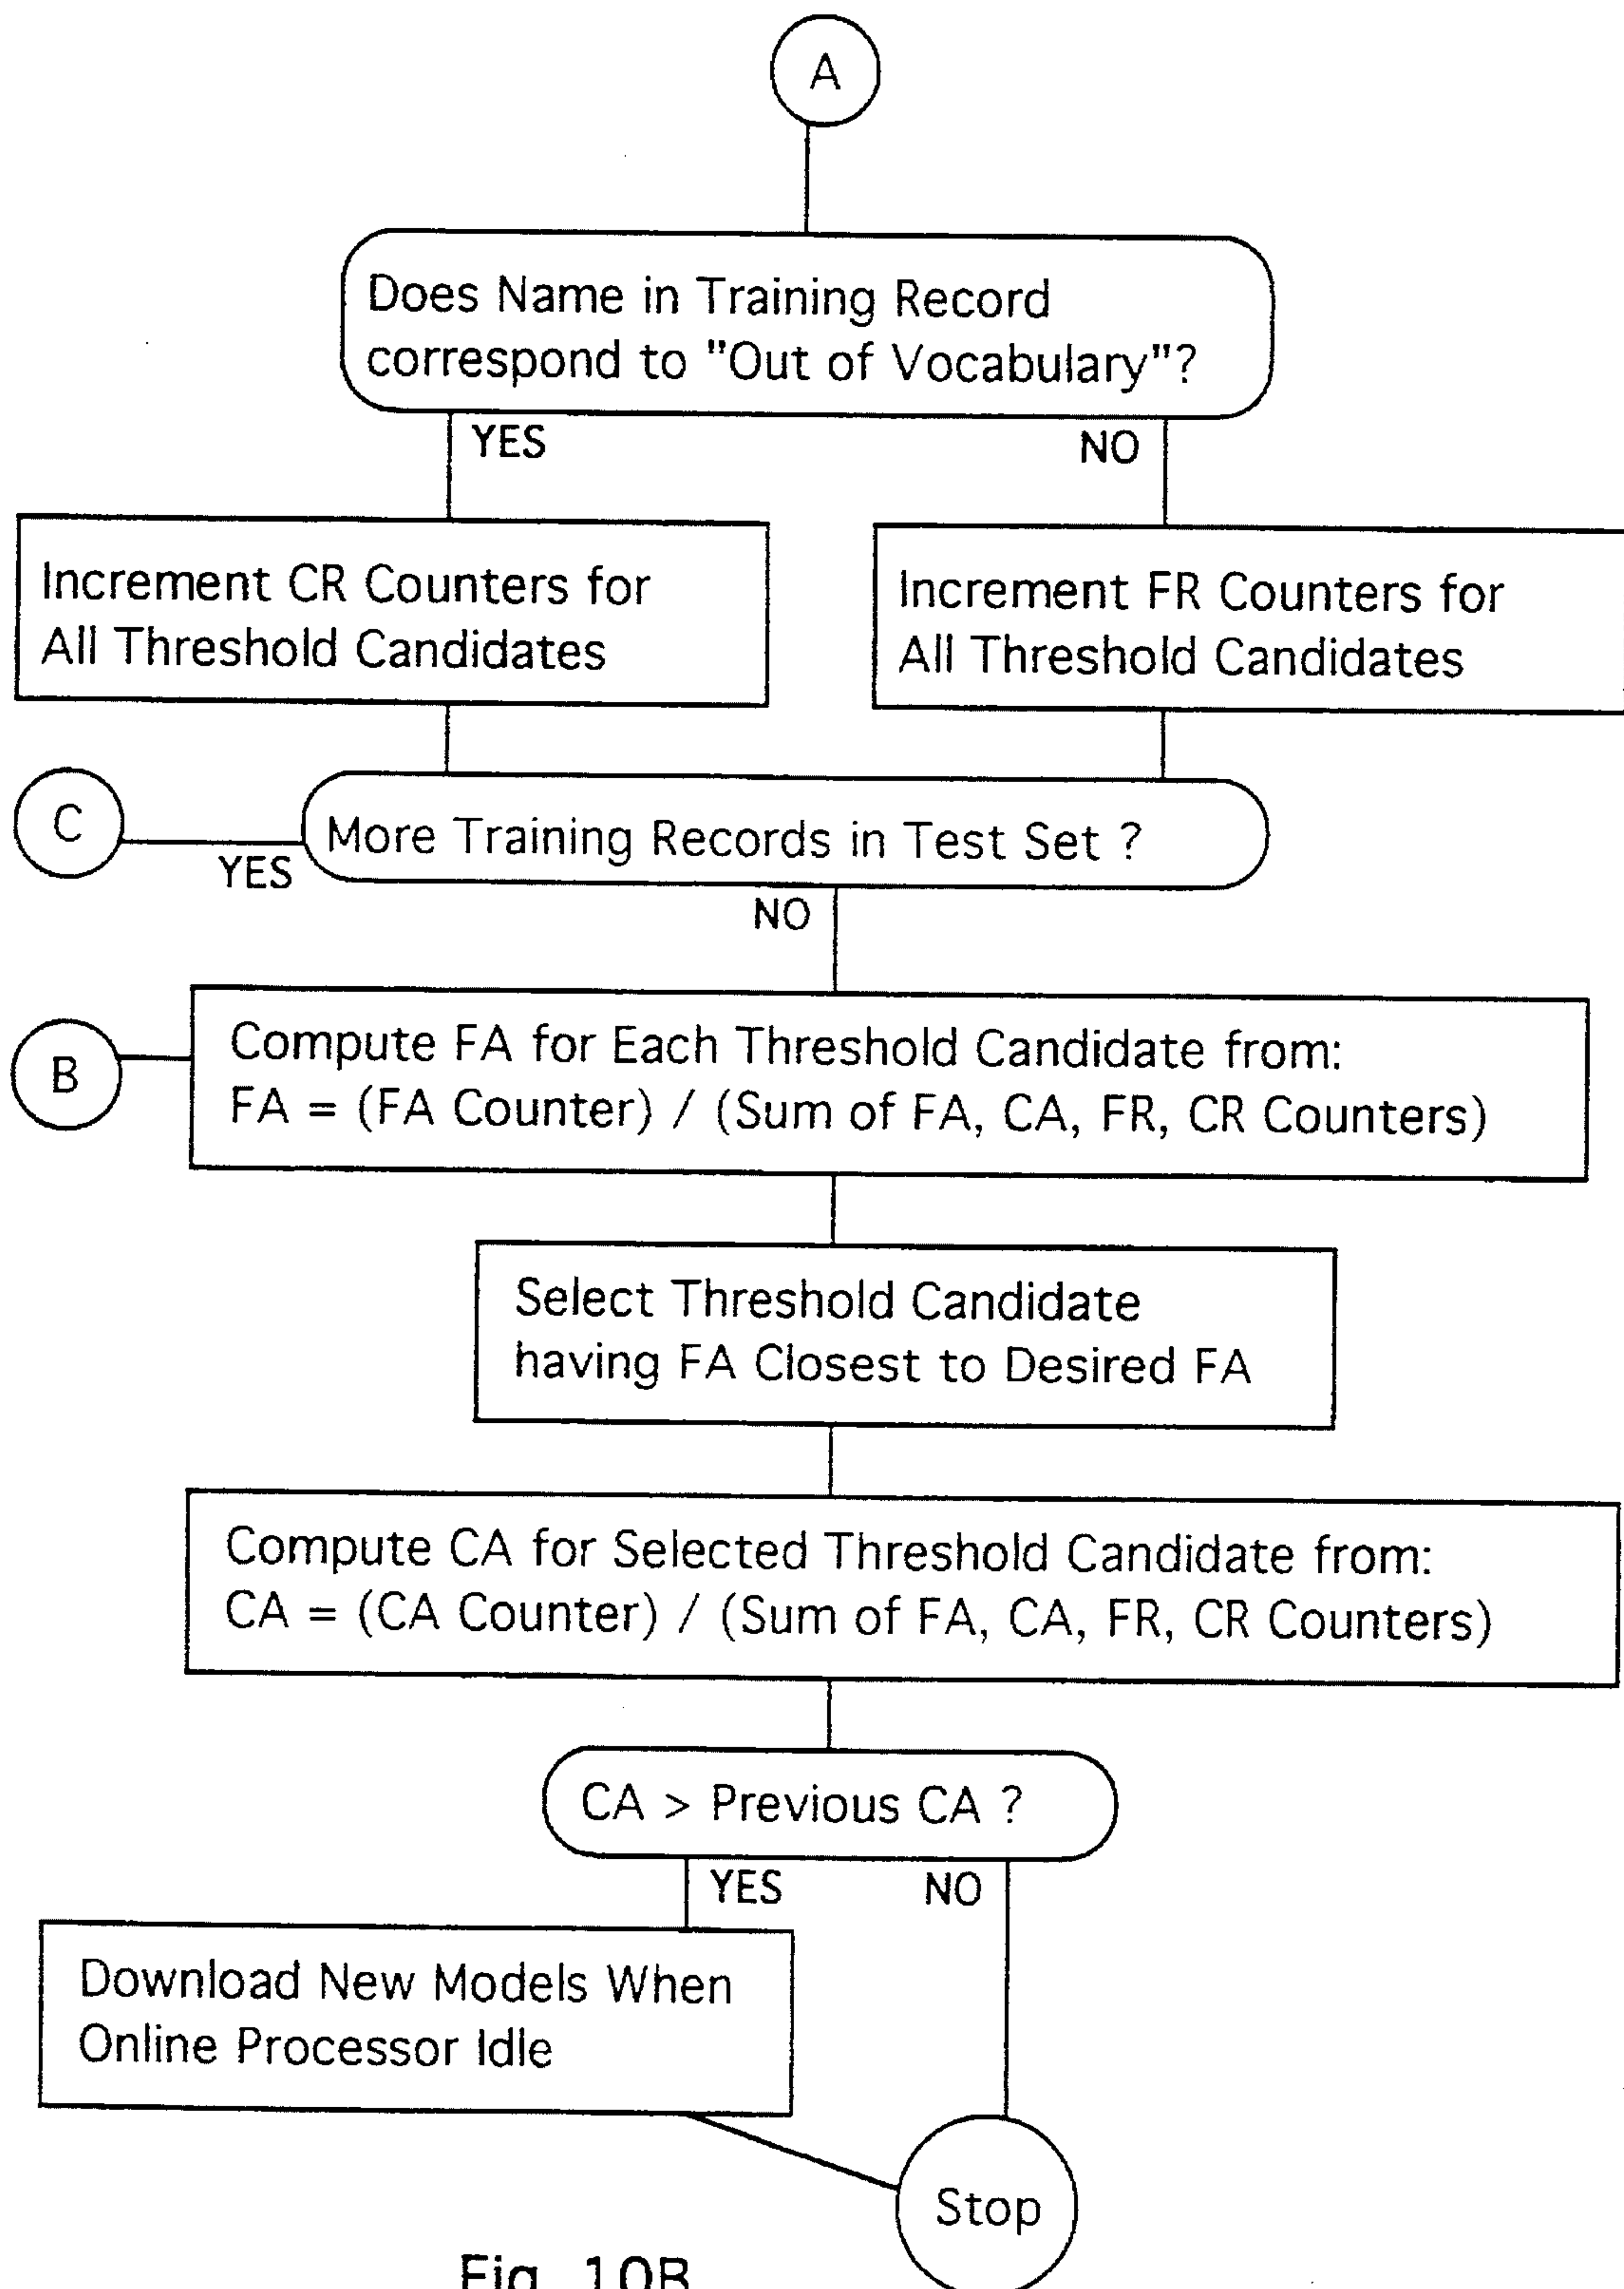 A
Does Name in Training Record
correspond to "Out of Vocabulary"?
YES
NO
Increment CR Counters for
All Threshold Candidates
Increment FR Counters for
All Threshold Candidates
C
YES
More Training Records in Test Set ?
NO
B
Compute FA for Each Threshold Candidate from:
FA = (FA Counter) / (Sum of FA, CA, FR, CR Counters)
Select Threshold Candidate
having FA Closest to Desired FA
Compute CA for Selected Threshold Candidate from:
CA = (CA Counter) / (Sum of FA, CA, FR, CR Counters)
CA > Previous CA ?
YES
NO
Download New Models When
Online Processor Idle
Stop
Fig. 10B